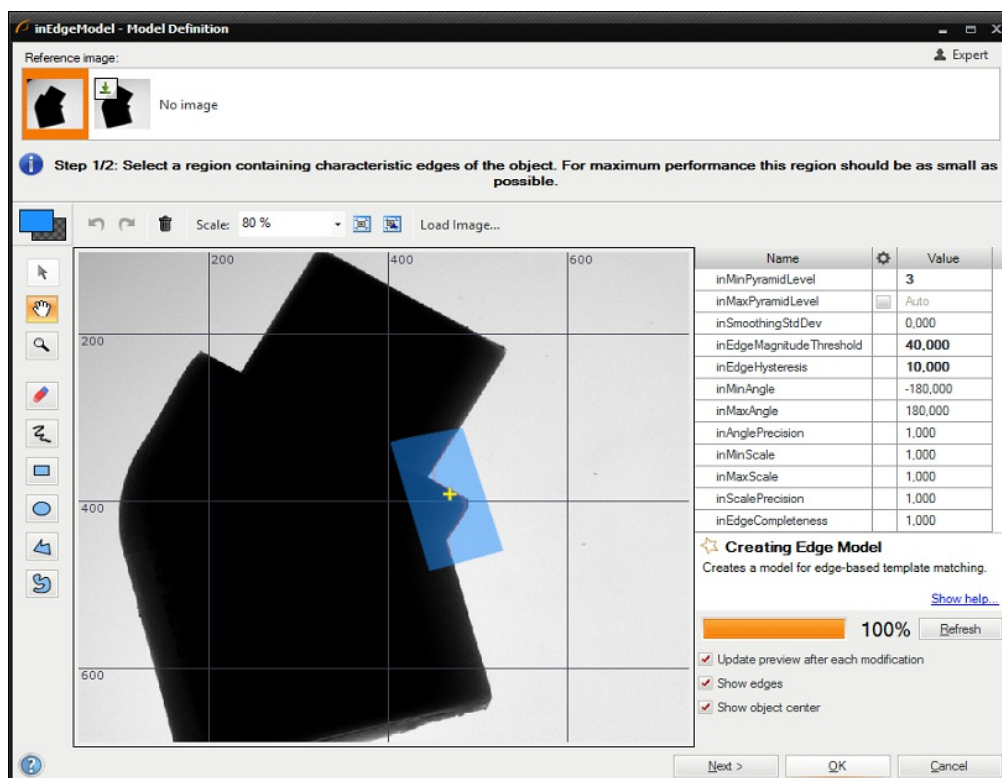 inEdgeModel - Model Definition
Reference image:
Expert
No image
Step 1/2: Select a region containing characteristic edges of the object. For maximum performance this region should be as small as
possible.
Scale: 80 % Load Image...
200 400 600
200
400
600
Name Value
inMinPyramidLevel 3
inMaxPyramidLevel Auto
inSmoothingStdDev 0,000
inEdgeMagnitudeThreshold 40,000
inEdgeHysteresis 10,000
inMinAngle -180,000
inMaxAngle 180,000
inAnglePrecision 1,000
inMinScale 1,000
inMaxScale 1,000
inScalePrecision 1,000
inEdgeCompleteness 1,000
Creating Edge Model
Creates a model for edge-based template matching.
Show help...
100% Refresh
Update preview after each modification
Show edges
Show object center
Next > OK Cancel